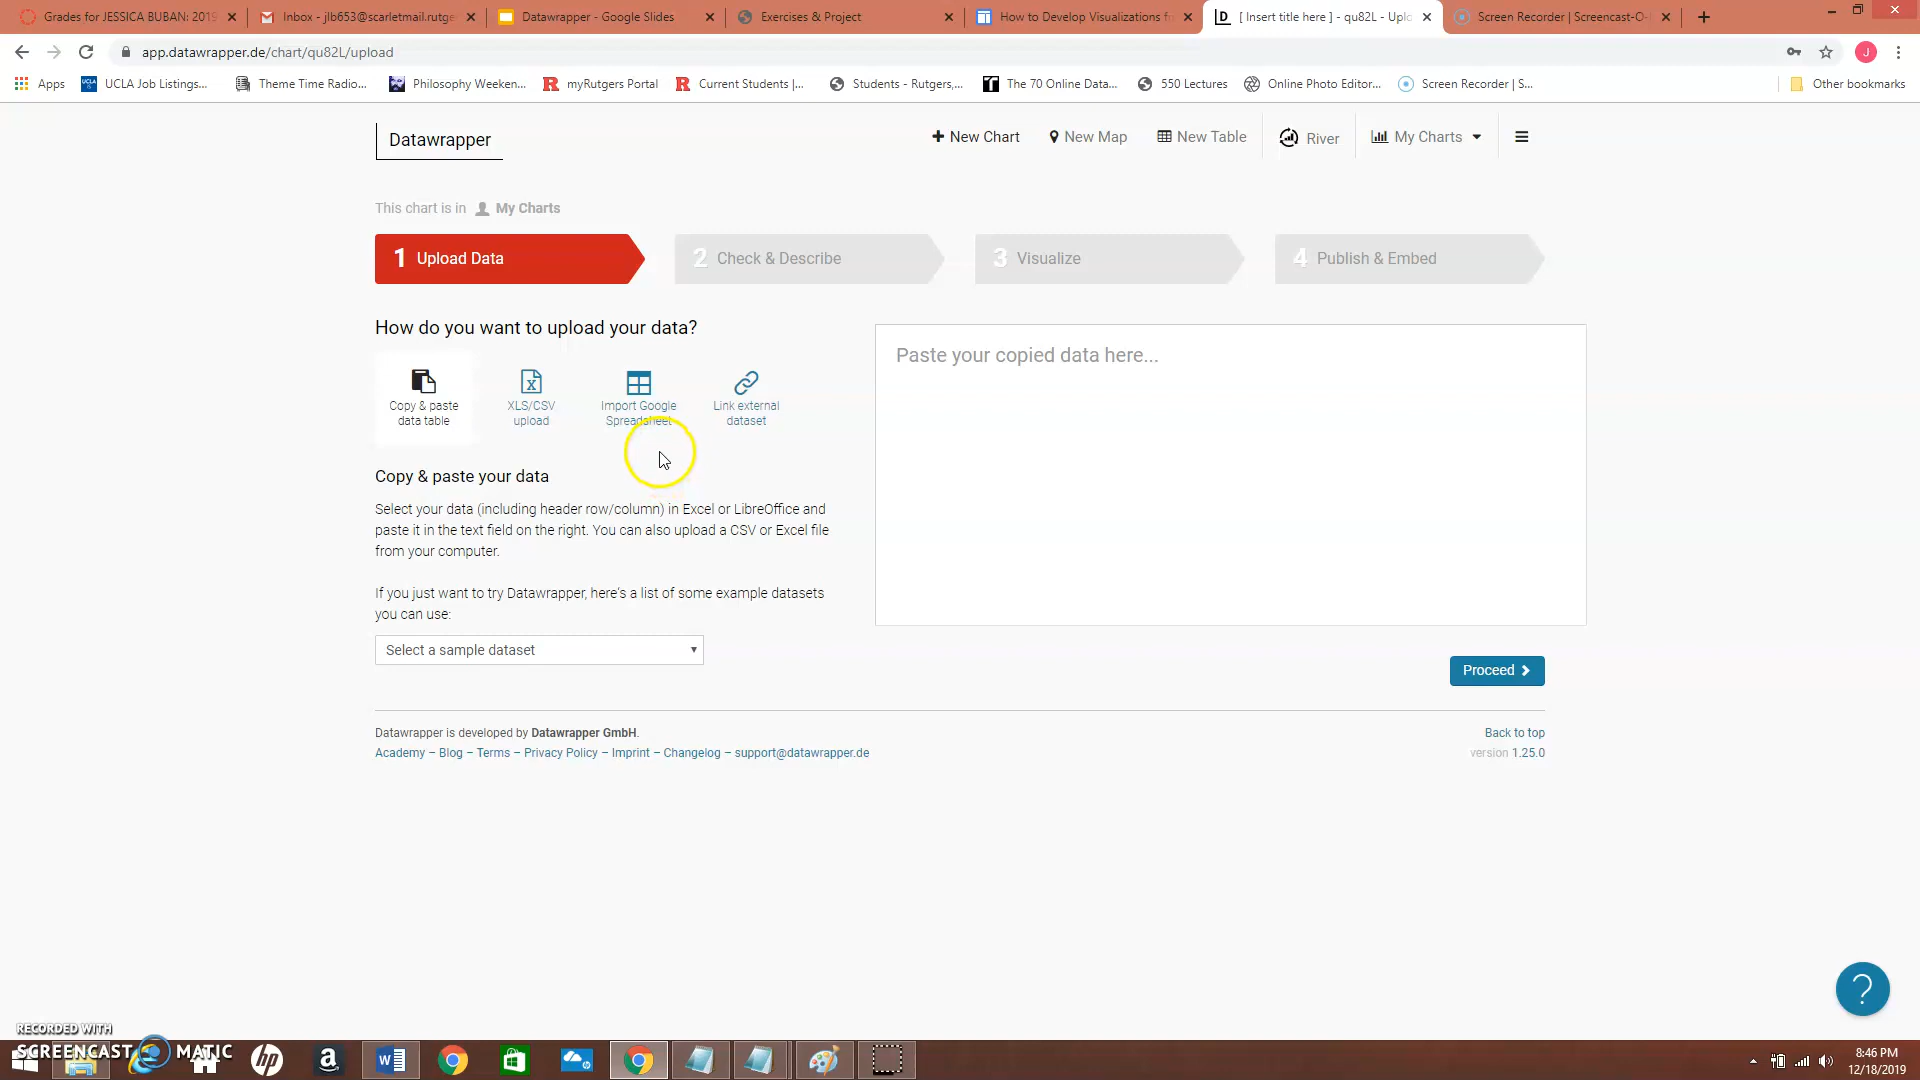 Grades for JESSICA BUBAN: 2019
Inbox - jlb653@scarletmail.rutge
Datawrapper - Google Slides
Exercises & Project
How to Develop Visualizations fo
[ Insert title here ] - qu82L - Uplo
Screen Recorder | Screencast-O-
app.datawrapper.de/chart/qu82L/upload
J
Apps
UCLA Job Listings...
Theme Time Radio...
Philosophy Weeken...
myRutgers Portal
Current Students |...
Students - Rutgers,...
The 70 Online Data...
550 Lectures
Online Photo Editor...
Screen Recorder | S...
Other bookmarks
Datawrapper
New Chart
New Map
New Table
River
My Charts
This chart is in My Charts
1 Upload Data
2 Check & Describe
3 Visualize
4 Publish & Embed
How do you want to upload your data?
Copy & paste
data table
XLS/CSV
upload
Import Google
Spreadsheet
Link external
dataset
Paste your copied data here...
Copy & paste your data
Select your data (including header row/column) in Excel or LibreOffice and
paste it in the text field on the right. You can also upload a CSV or Excel file
from your computer.
If you just want to try Datawrapper, here's a list of some example datasets
you can use:
Select a sample dataset
Proceed
Datawrapper is developed by Datawrapper GmbH.
Academy – Blog – Terms – Privacy Policy – Imprint – Changelog – support@datawrapper.de
Back to top
version 1.25.0
?
RECORDED WITH
SCREENCAST MATIC
hp
8:46 PM
12/18/2019